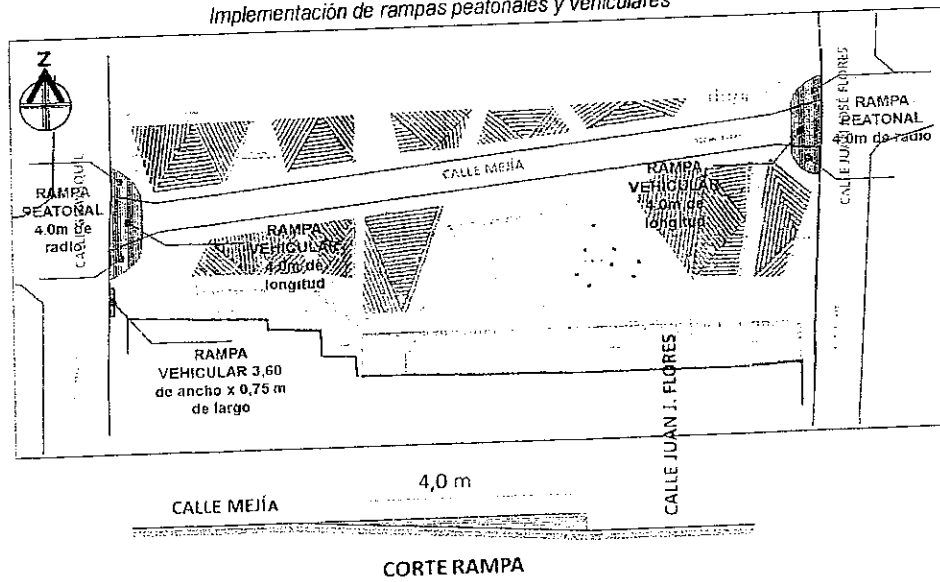 Implementación de rampas peatonales y vehiculares
Z
RAMPA
PEATONAL
4.0m de
radio
CALLE MEJÍA
RAMPA
VEHICULAR
4.0m de
longitud
RAMPA
VEHICULAR
4.0m de
longitud
CALLE JUAN JOSÉ FLORES
RAMPA
PEATONAL
4.0m de radio
RAMPA
VEHICULAR 3,60
de ancho x 0,75 m
de largo
CALLE JUAN J. FLORES
4,0 m
CALLE MEJÍA
CORTE RAMPA